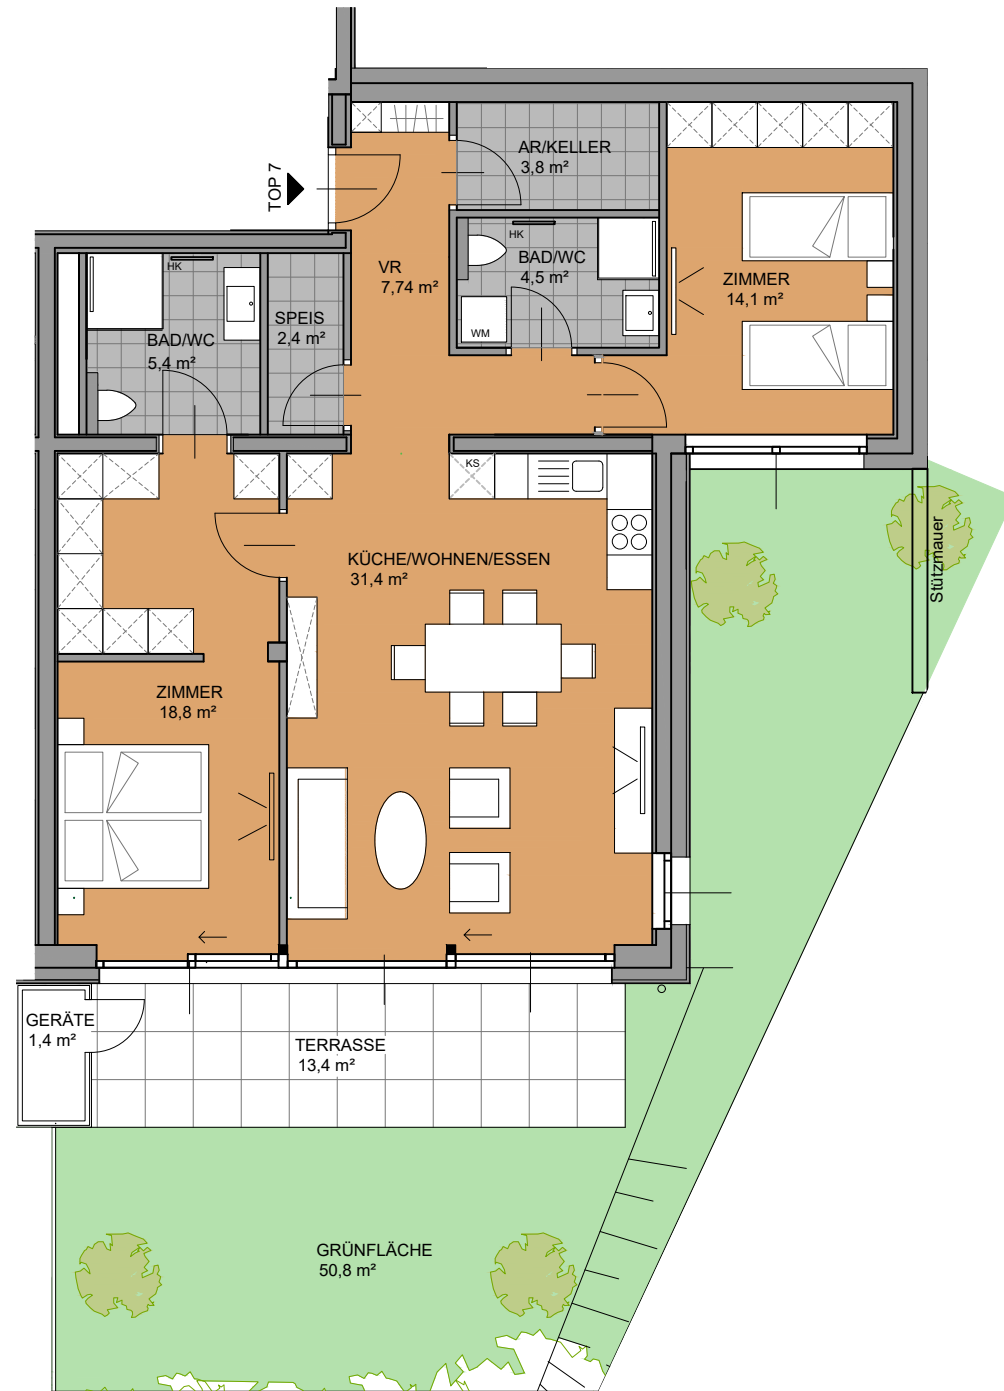 TOP 7
AR/KELLER
3,8 m²
HK
BAD/WC
4,5 m²
WM
VR
7,74 m²
ZIMMER
14,1 m²
HK
BAD/WC
5,4 m²
SPEIS
2,4 m²
KS
KÜCHE/WOHNEN/ESSEN
31,4 m²
Stützmauer
ZIMMER
18,8 m²
GERÄTE
1,4 m²
TERRASSE
13,4 m²
GRÜNFLÄCHE
50,8 m²